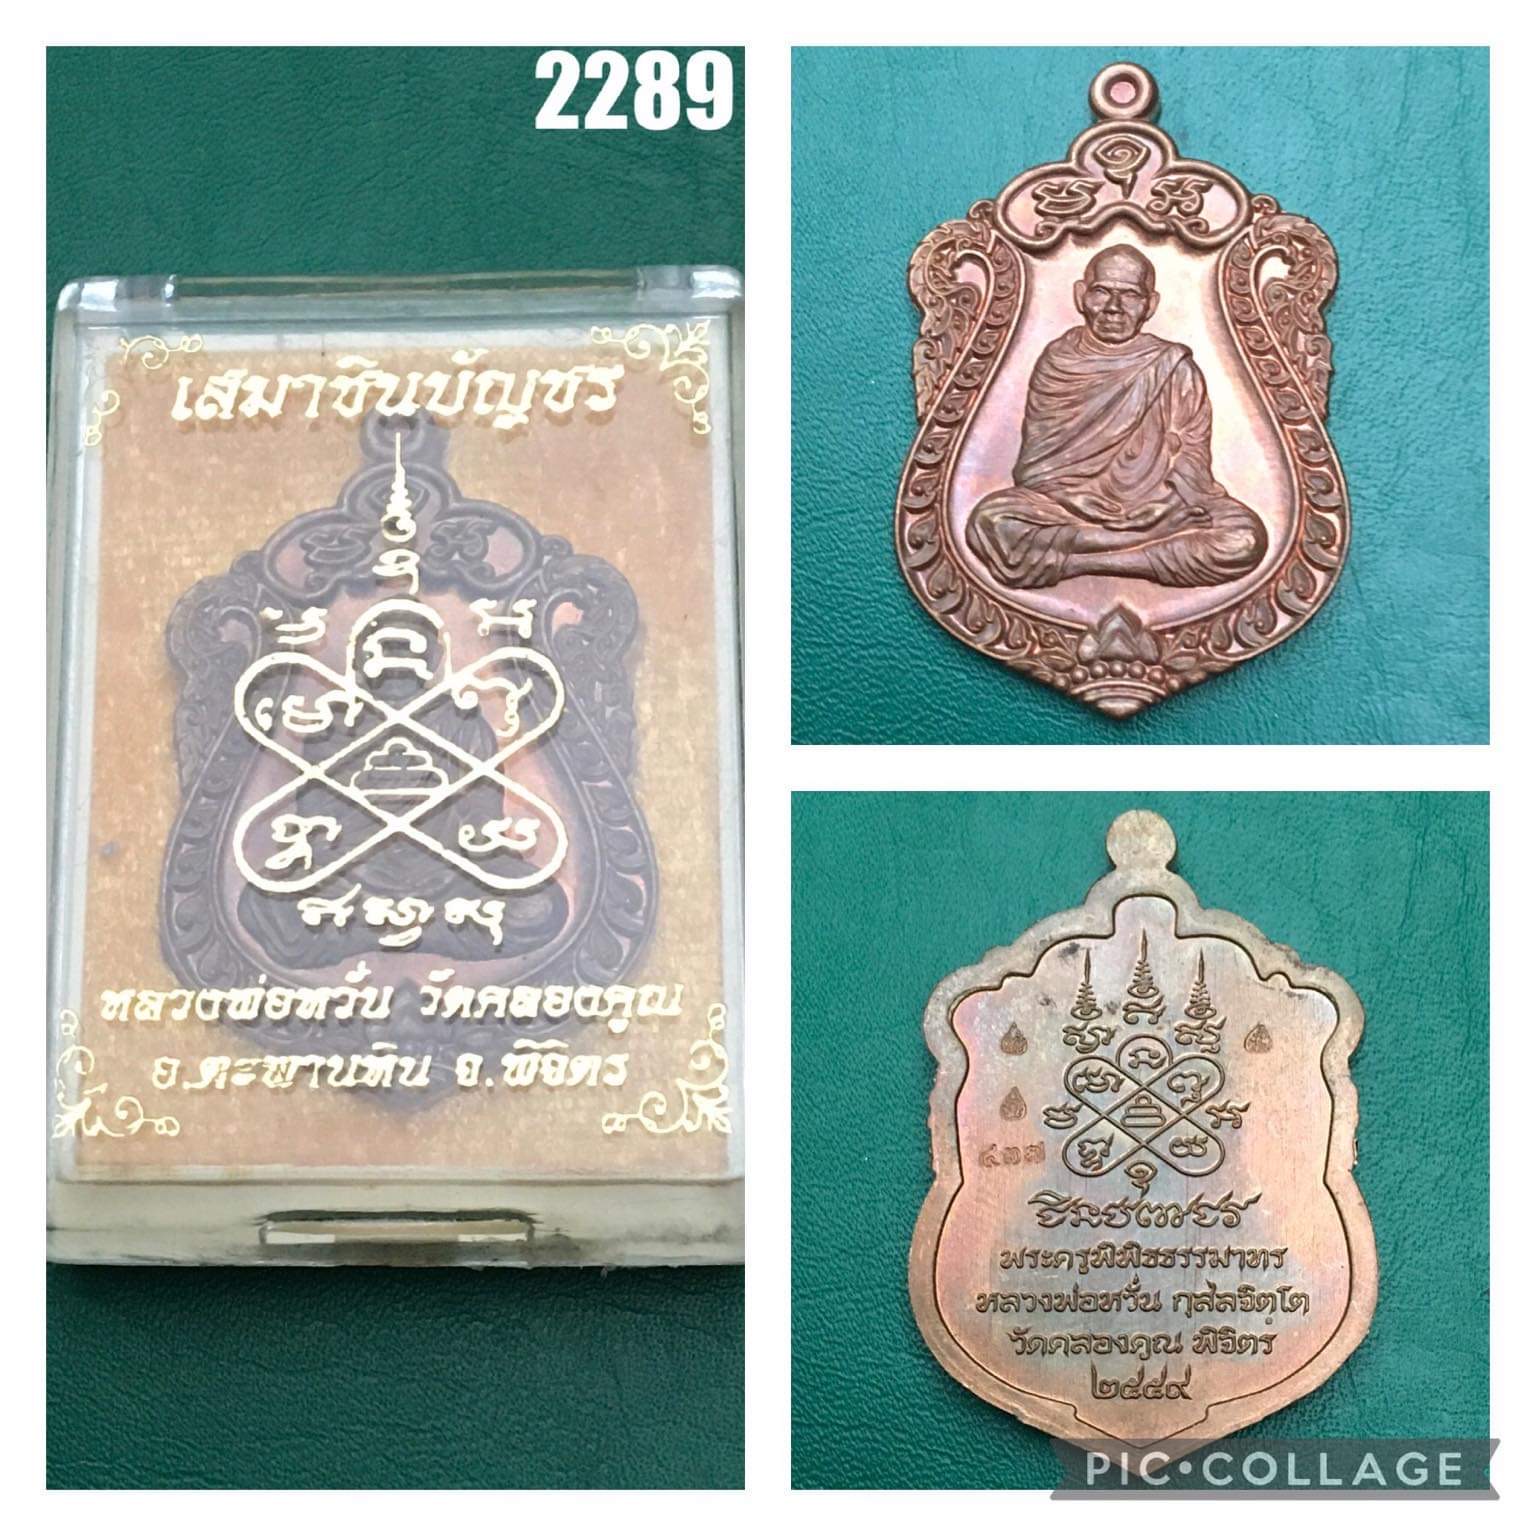 2289
เสมาชินบัญชร
หลวงพ่อหวั่น วัดคลองคูณ
อ.ตะพานหิน จ.พิจิตร
๔๓๗
ชินบัญชร
พระครูพิพิธธรรมาทร
หลวงพ่อหวั่น กุสลจิตฺโต
วัดคลองคูณ พิจิตร
๒๕๕๙
PIC•COLLAGE